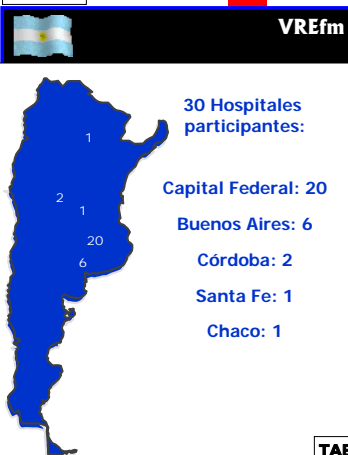 VREfm
30 Hospitales
participantes:
Capital Federal: 20
Buenos Aires: 6
Córdoba: 2
Santa Fe: 1
Chaco: 1
1
2
1
20
6